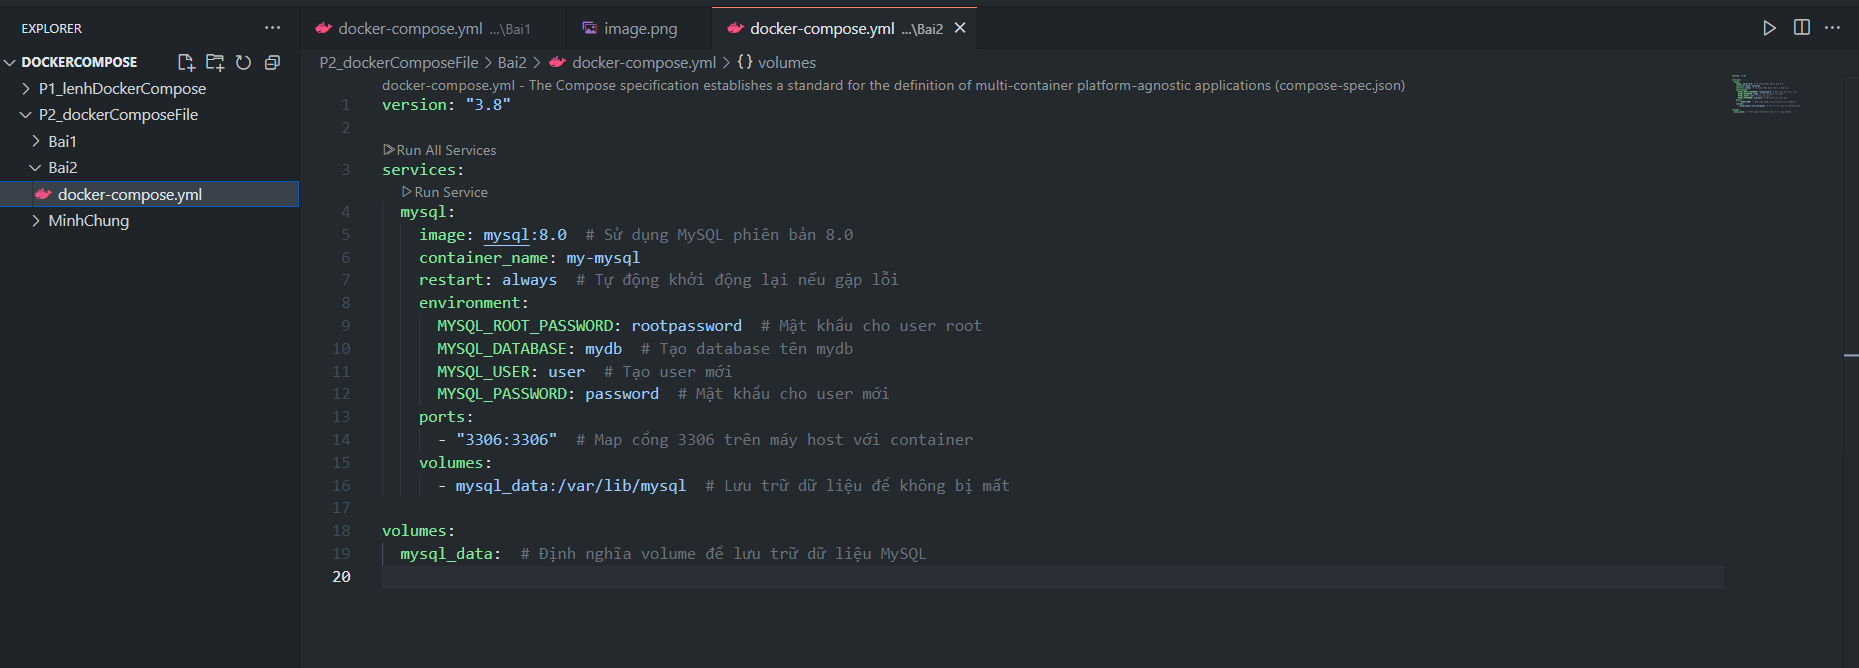 EXPLORER
DOCKERCOMPOSE
P1_lenhDockerCompose
P2_dockerComposeFile
Bai1
Bai2
docker-compose.yml
MinhChung
docker-compose.yml ...\Bai1
image.png
docker-compose.yml ...\Bai2
P2_dockerComposeFile > Bai2 > docker-compose.yml > {} volumes
docker-compose.yml - The Compose specification establishes a standard for the definition of multi-container platform-agnostic applications (compose-spec.json)
1 version: "3.8"
2
Run All Services
3 services:
Run Service
4 mysql:
5 image: mysql:8.0 # Sử dụng MySQL phiên bản 8.0
6 container_name: my-mysql
7 restart: always # Tự động khởi động lại nếu gặp lỗi
8 environment:
9 MYSQL_ROOT_PASSWORD: rootpassword # Mật khẩu cho user root
10 MYSQL_DATABASE: mydb # Tạo database tên mydb
11 MYSQL_USER: user # Tạo user mới
12 MYSQL_PASSWORD: password # Mật khẩu cho user mới
13 ports:
14 - "3306:3306" # Map cổng 3306 trên máy host với container
15 volumes:
16 - mysql_data:/var/lib/mysql # Lưu trữ dữ liệu để không bị mất
17
18 volumes:
19 mysql_data: # Định nghĩa volume để lưu trữ dữ liệu MySQL
20